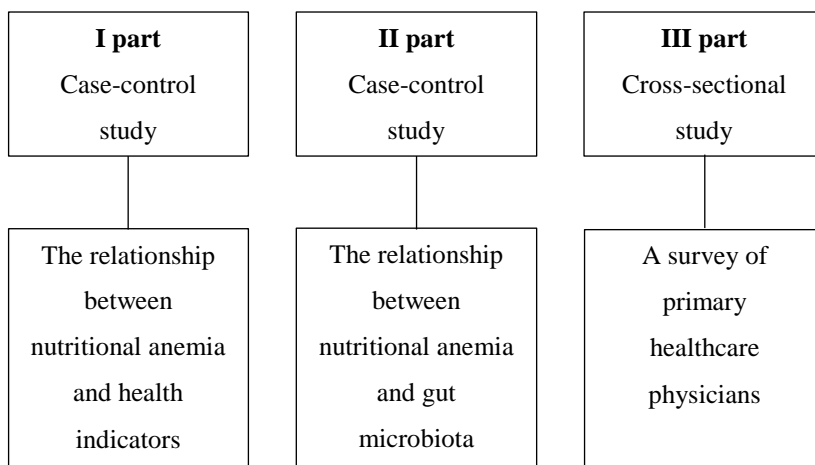 I part
Case-control
study
II part
Case-control
study
III part
Cross-sectional
study
The relationship
between
nutritional anemia
and health
indicators
The relationship
between
nutritional anemia
and gut
microbiota
A survey of
primary
healthcare
physicians